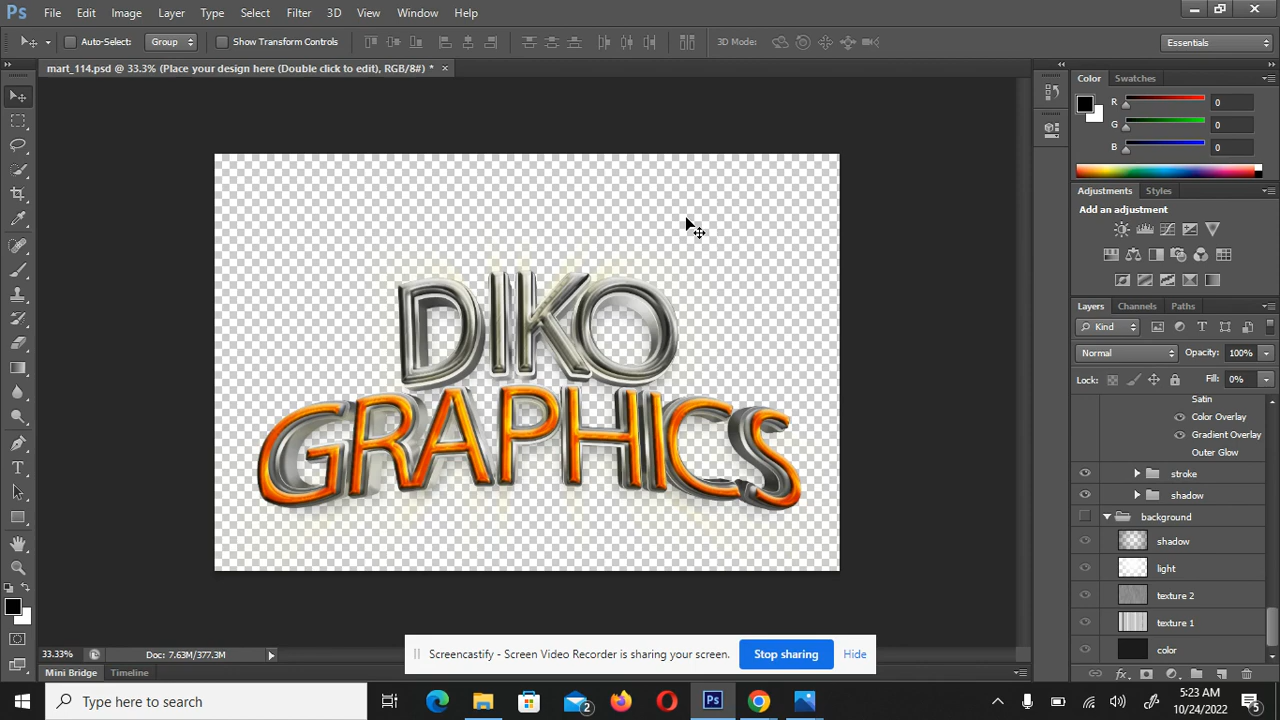 Ps File Edit Image Layer Type Select Filter 3D View Window Help
Auto-Select: Group Show Transform Controls 3D Mode: Essentials
mart_114.psd @ 33.3% (Place your design here (Double click to edit), RGB/8#) * ×
Color Swatches
R 0
G 0
B 0
Adjustments Styles
Add an adjustment
Layers Channels Paths
Kind
Normal Opacity: 100%
Lock: Fill: 0%
Satin
Color Overlay
Gradient Overlay
Outer Glow
stroke
shadow
background
shadow
light
texture 2
texture 1
color
DIKO
GRAPHICS
33.33% Doc: 7.63M/377.3M
Screencastify - Screen Video Recorder is sharing your screen. Stop sharing Hide
Mini Bridge Timeline
Type here to search
2
Ps
5:23 AM
10/24/2022
5